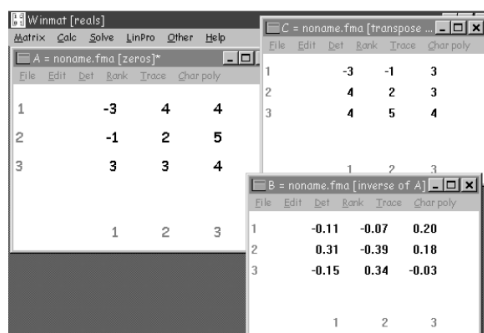 Winmat [reals]
Matrix Calc Solve LinPro Other Help
A = noname.fma [zeros]*
File Edit Det Rank Trace Char poly
1 -3 4 4
2 -1 2 5
3 3 3 4
1 2 3
C = noname.fma [transpose ...
File Edit Det Rank Trace Char poly
1 -3 -1 3
2 4 2 3
3 4 5 4
1 2 3
B = noname.fma [inverse of A]
File Edit Det Rank Trace Char poly
1 -0.11 -0.07 0.20
2 0.31 -0.39 0.18
3 -0.15 0.34 -0.03
1 2 3